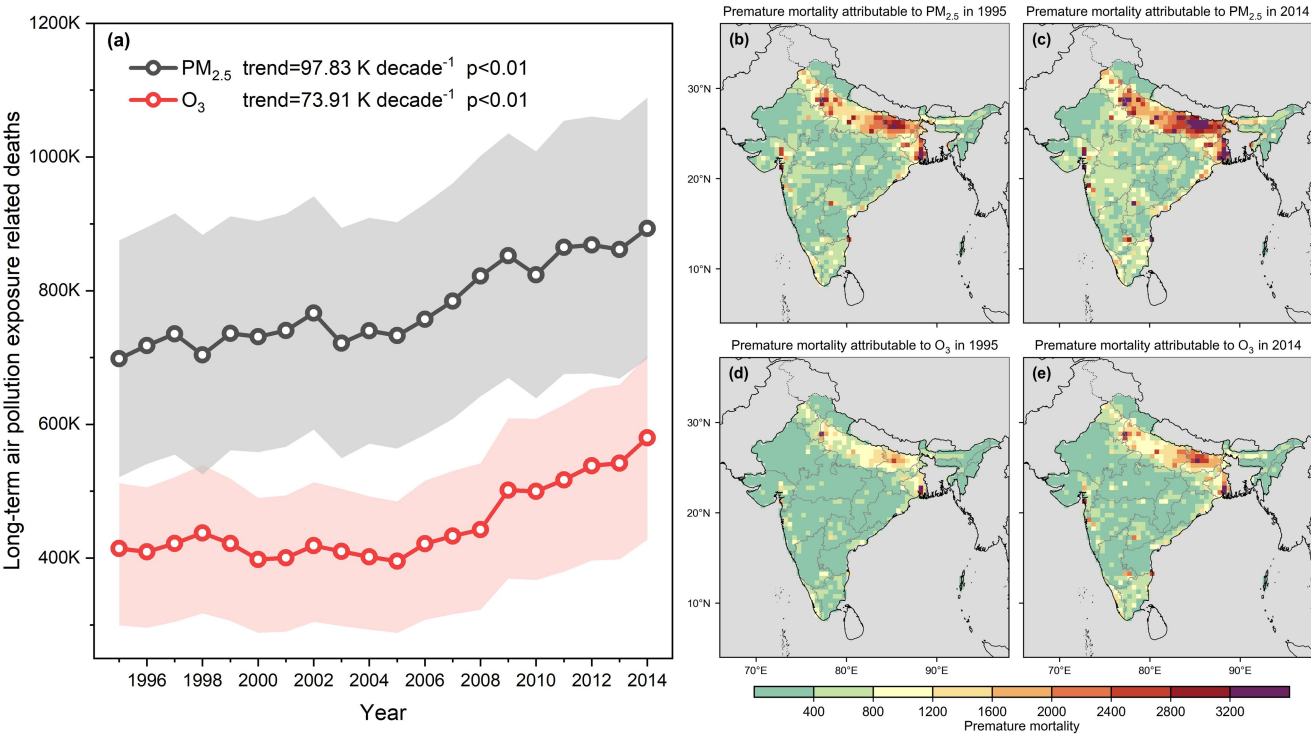 (a)
PM2.5 trend=97.83 K decade-1 p<0.01
O3 trend=73.91 K decade-1 p<0.01
Long-term air pollution exposure related deaths
1200K
1000K
800K
600K
400K
1996 1998 2000 2002 2004 2006 2008 2010 2012 2014
Year
Premature mortality attributable to PM2.5 in 1995
(b)
30°N
20°N
10°N
Premature mortality attributable to PM2.5 in 2014
(c)
Premature mortality attributable to O3 in 1995
(d)
30°N
20°N
10°N
70°E 80°E 90°E
Premature mortality attributable to O3 in 2014
(e)
70°E 80°E 90°E
400 800 1200 1600 2000 2400 2800 3200
Premature mortality